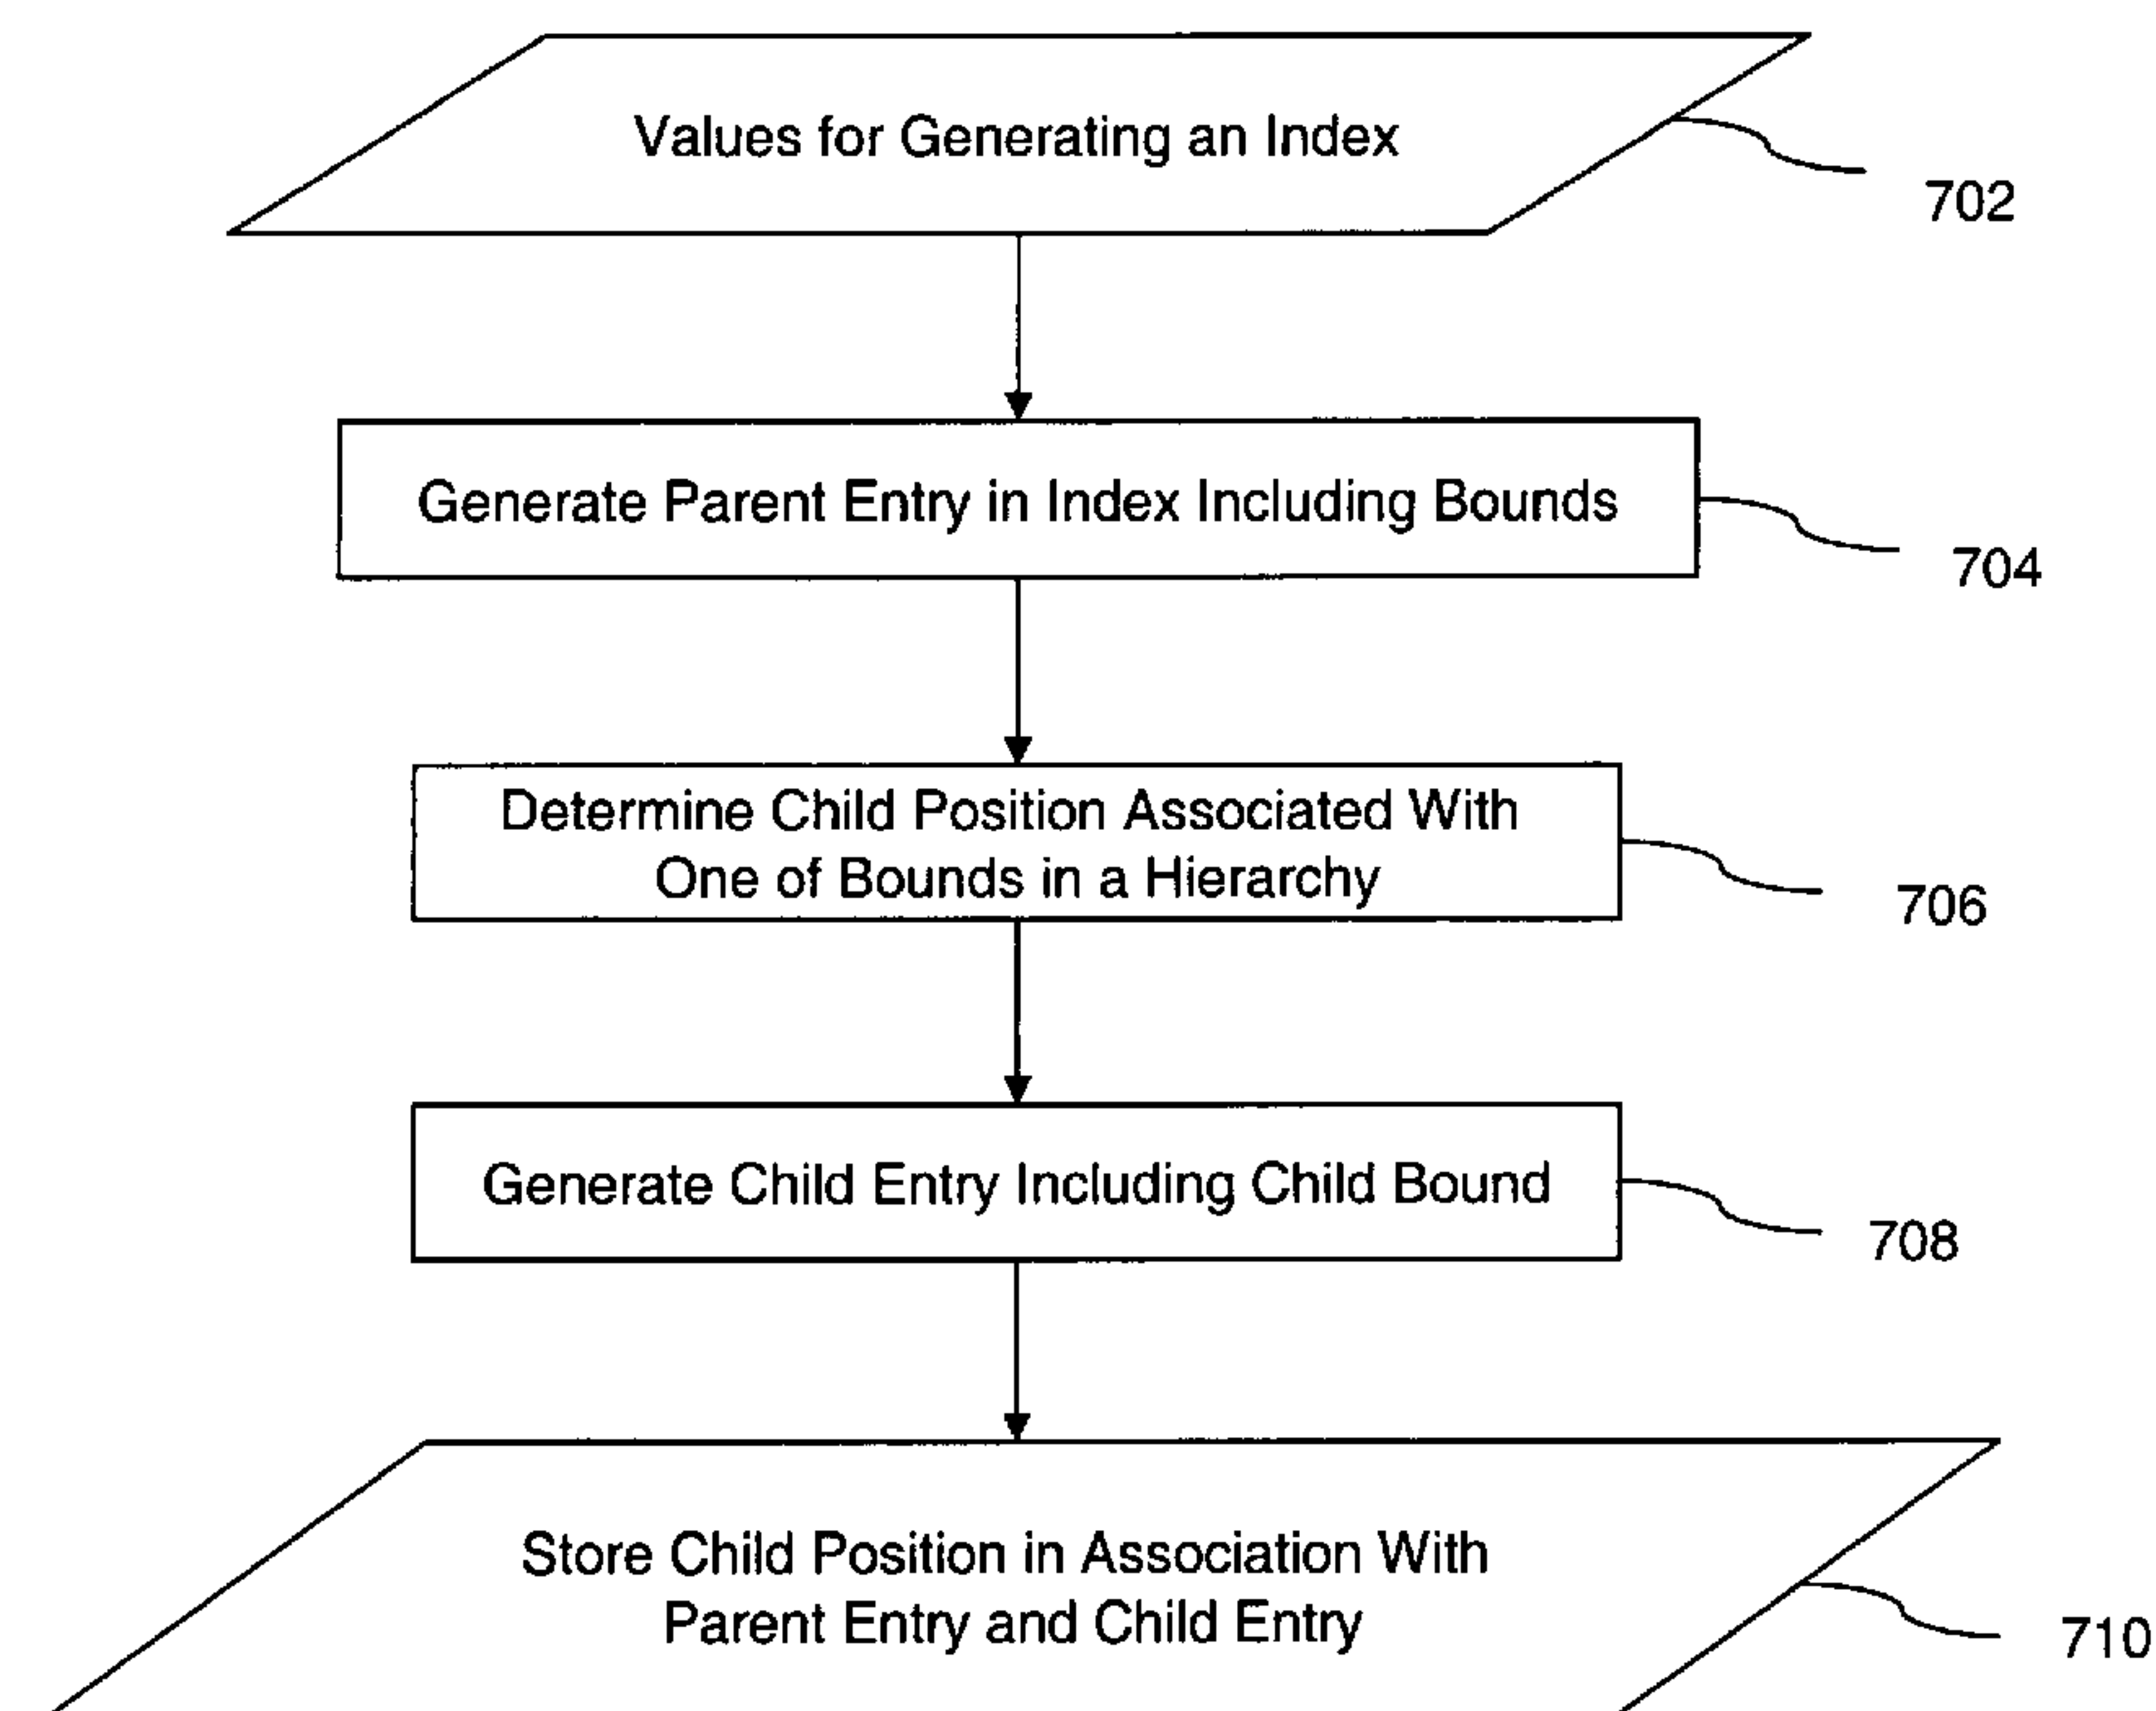 Values for Generating an Index
702
Generate Parent Entry in Index Including Bounds
704
Determine Child Position Associated With
One of Bounds in a Hierarchy
706
Generate Child Entry Including Child Bound
708
Store Child Position in Association With
Parent Entry and Child Entry
710